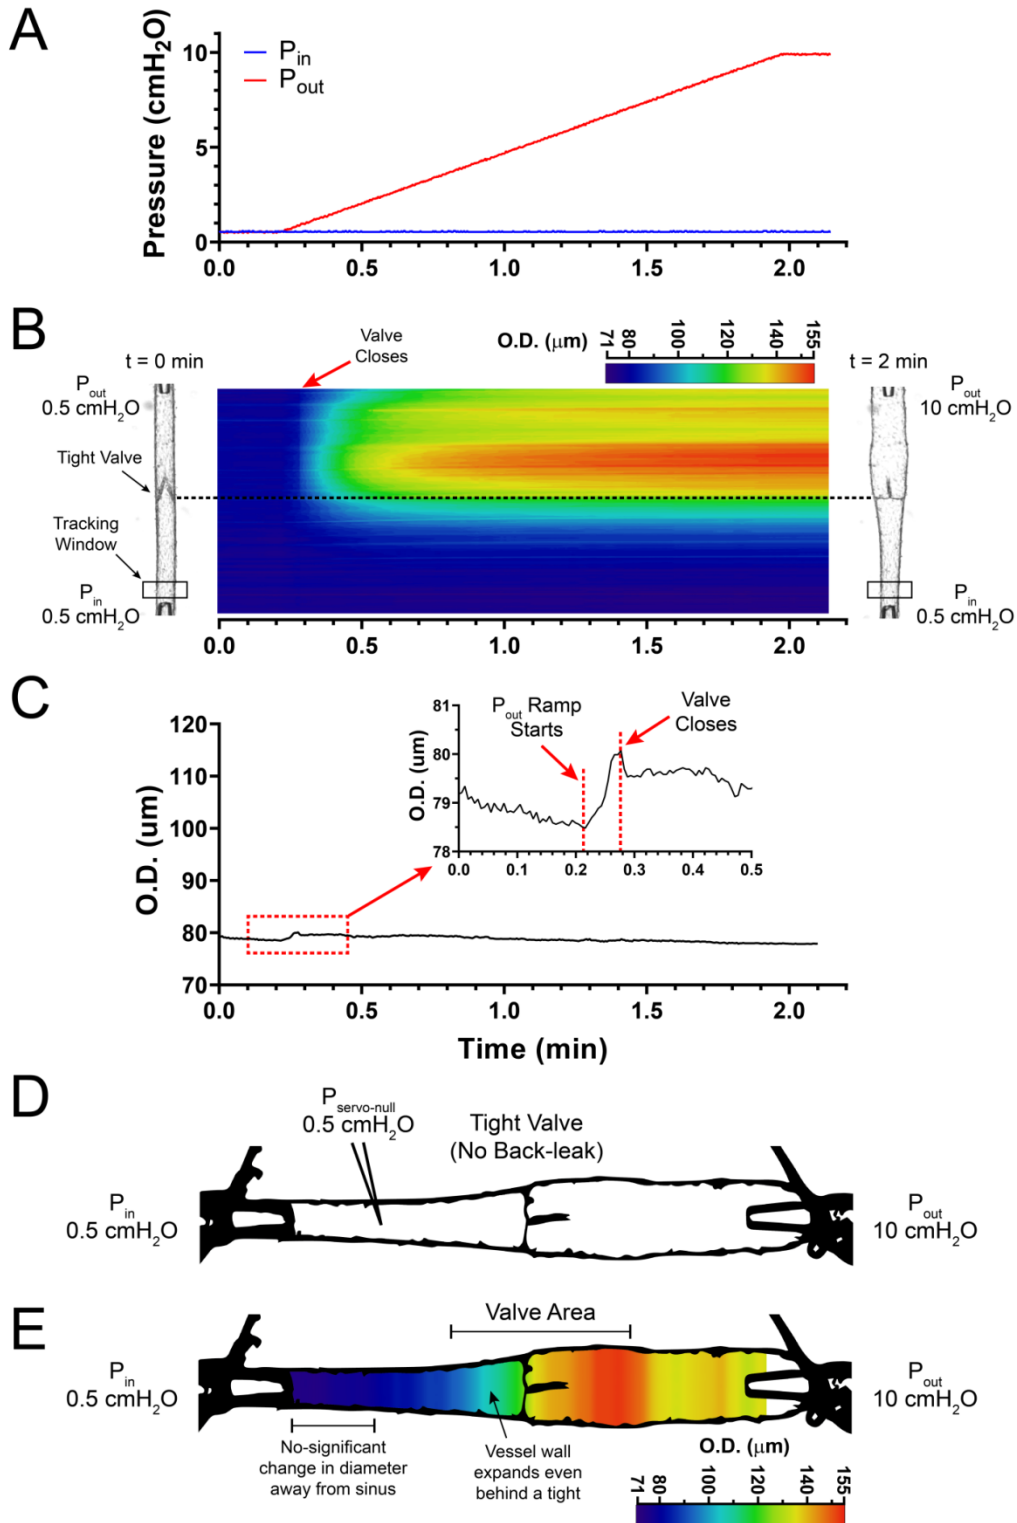 A
Pressure (cmH2O)
10
5
0
Pin
Pout
0.0 0.5 1.0 1.5 2.0
B
Valve
Closes
O.D. (μm)
71 80 100 120 140 155
t = 0 min
Pout
0.5 cmH2O
Tight Valve
Tracking
Window
Pin
0.5 cmH2O
t = 2 min
Pout
10 cmH2O
Pin
0.5 cmH2O
0.0 0.5 1.0 1.5 2.0
C
O.D. (um)
120
110
100
90
80
70
O.D. (um)
81
80
79
78
Pout Ramp
Starts
Valve
Closes
0.0 0.1 0.2 0.3 0.4 0.5
0.0 0.5 1.0 1.5 2.0
Time (min)
D
Pservo-null
0.5 cmH2O
Tight Valve
(No Back-leak)
Pin
0.5 cmH2O
Pout
10 cmH2O
E
Valve Area
Pin
0.5 cmH2O
Pout
10 cmH2O
No-significant
change in diameter
away from sinus
Vessel wall
expands even
behind a tight
O.D. (μm)
71 80 100 120 140 155